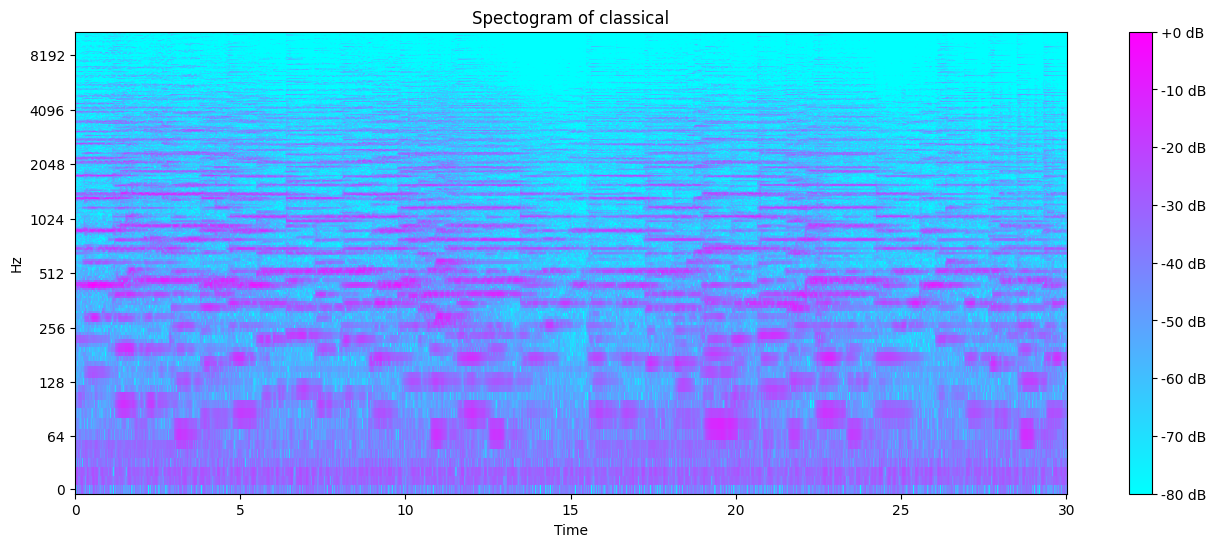 Spectogram of classical
Hz
8192
4096
2048
1024
512
256
128
64
0
0 5 10 15 20 25 30
Time
+0 dB
-10 dB
-20 dB
-30 dB
-40 dB
-50 dB
-60 dB
-70 dB
-80 dB